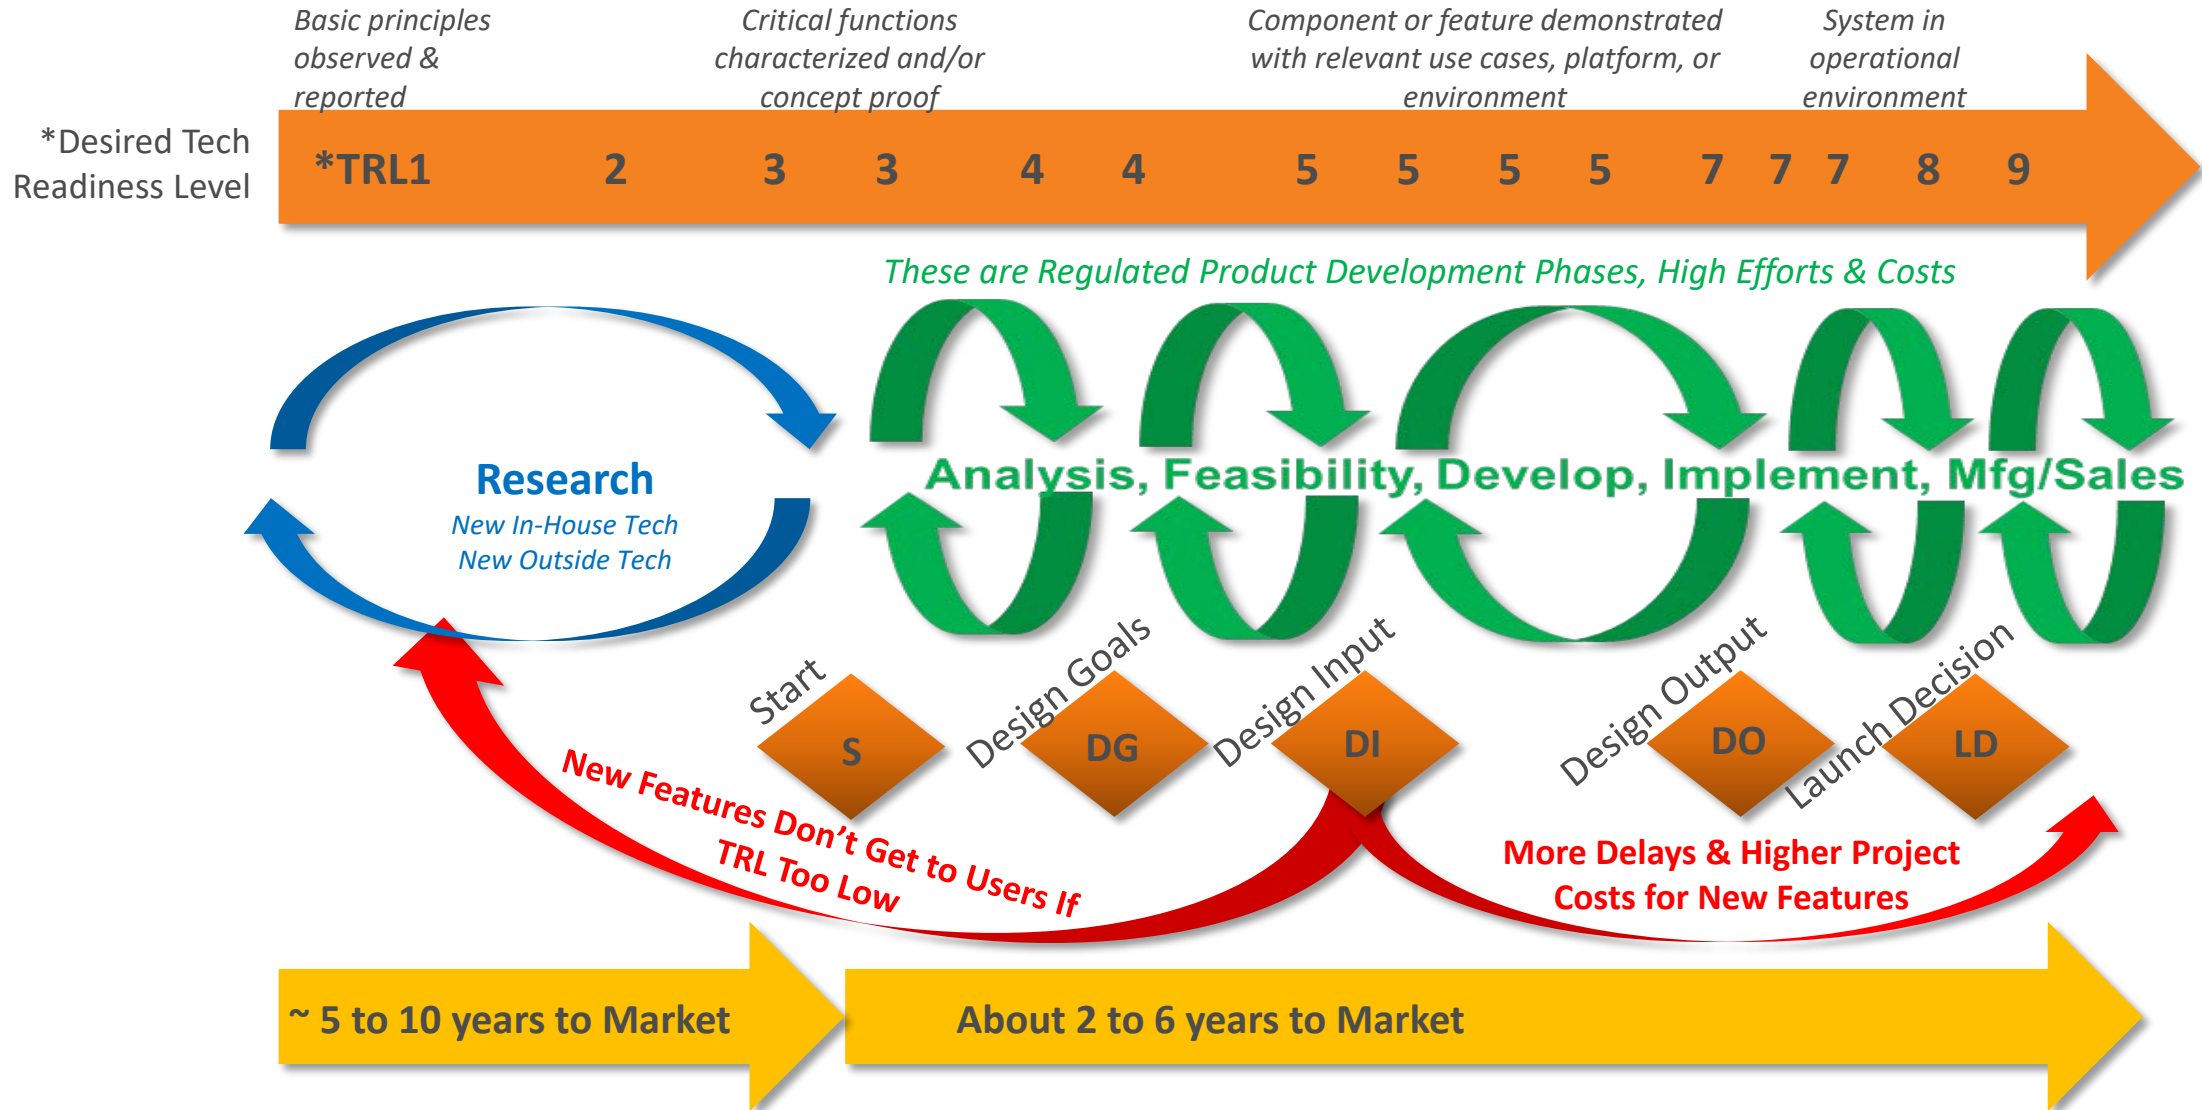 Basic principles
observed &
reported
Critical functions
characterized and/or
concept proof
Component or feature demonstrated
with relevant use cases, platform, or
environment
System in
operational
environment
*Desired Tech
Readiness Level
*TRL1 2 3 3 4 4 5 5 5 5 7 7 7 8 9
These are Regulated Product Development Phases, High Efforts & Costs
Research
New In-House Tech
New Outside Tech
Analysis, Feasibility, Develop, Implement, Mfg/Sales
Start
Design Goals
Design Input
Design Output
Launch Decision
S
DG
DI
DO
LD
New Features Don’t Get to Users If
TRL Too Low
More Delays & Higher Project
Costs for New Features
~ 5 to 10 years to Market
About 2 to 6 years to Market